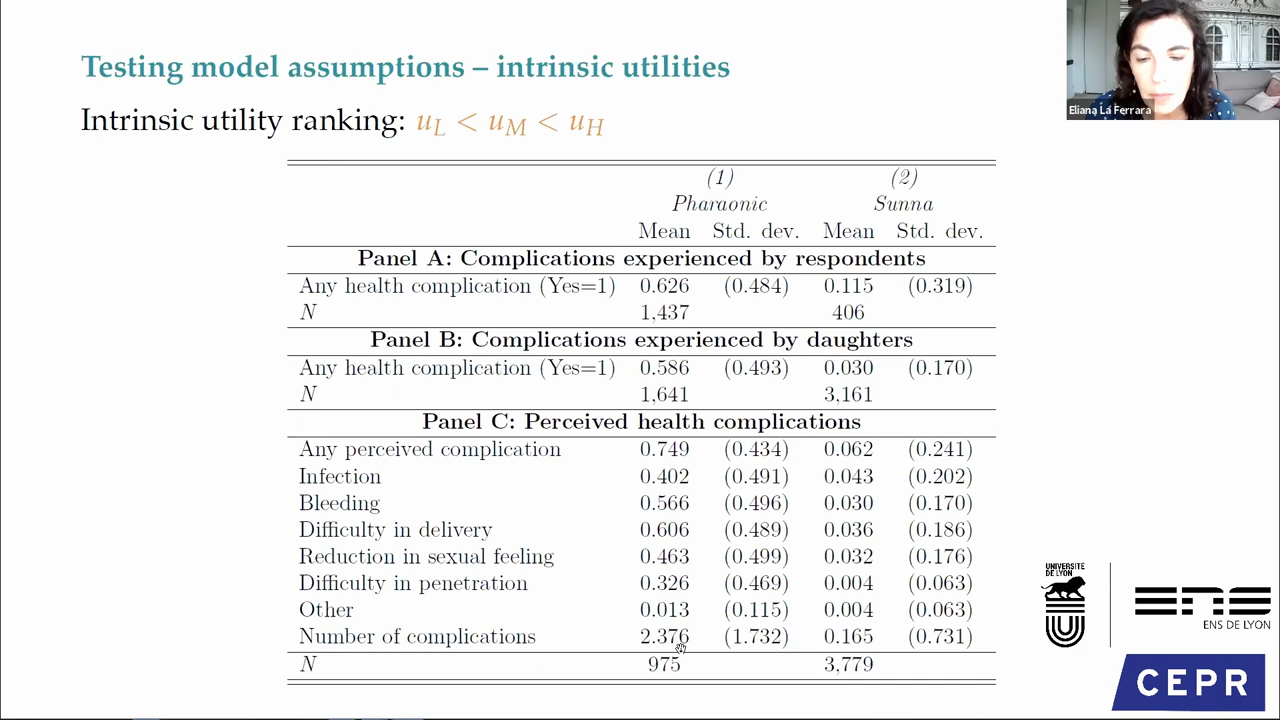 Testing model assumptions – intrinsic utilities
Intrinsic utility ranking: u_L < u_M < u_H
Eliana La Ferrara
(1) (2)
Pharaonic Sunna
Mean Std. dev. Mean Std. dev.
Panel A: Complications experienced by respondents
Any health complication (Yes=1) 0.626 (0.484) 0.115 (0.319)
N 1,437 406
Panel B: Complications experienced by daughters
Any health complication (Yes=1) 0.586 (0.493) 0.030 (0.170)
N 1,641 3,161
Panel C: Perceived health complications
Any perceived complication 0.749 (0.434) 0.062 (0.241)
Infection 0.402 (0.491) 0.043 (0.202)
Bleeding 0.566 (0.496) 0.030 (0.170)
Difficulty in delivery 0.606 (0.489) 0.036 (0.186)
Reduction in sexual feeling 0.463 (0.499) 0.032 (0.176)
Difficulty in penetration 0.326 (0.469) 0.004 (0.063)
Other 0.013 (0.115) 0.004 (0.063)
Number of complications 2.376 (1.732) 0.165 (0.731)
N 975 3,779
UNIVERSITÉ
DE LYON
ENS
ENS DE LYON
CEPR